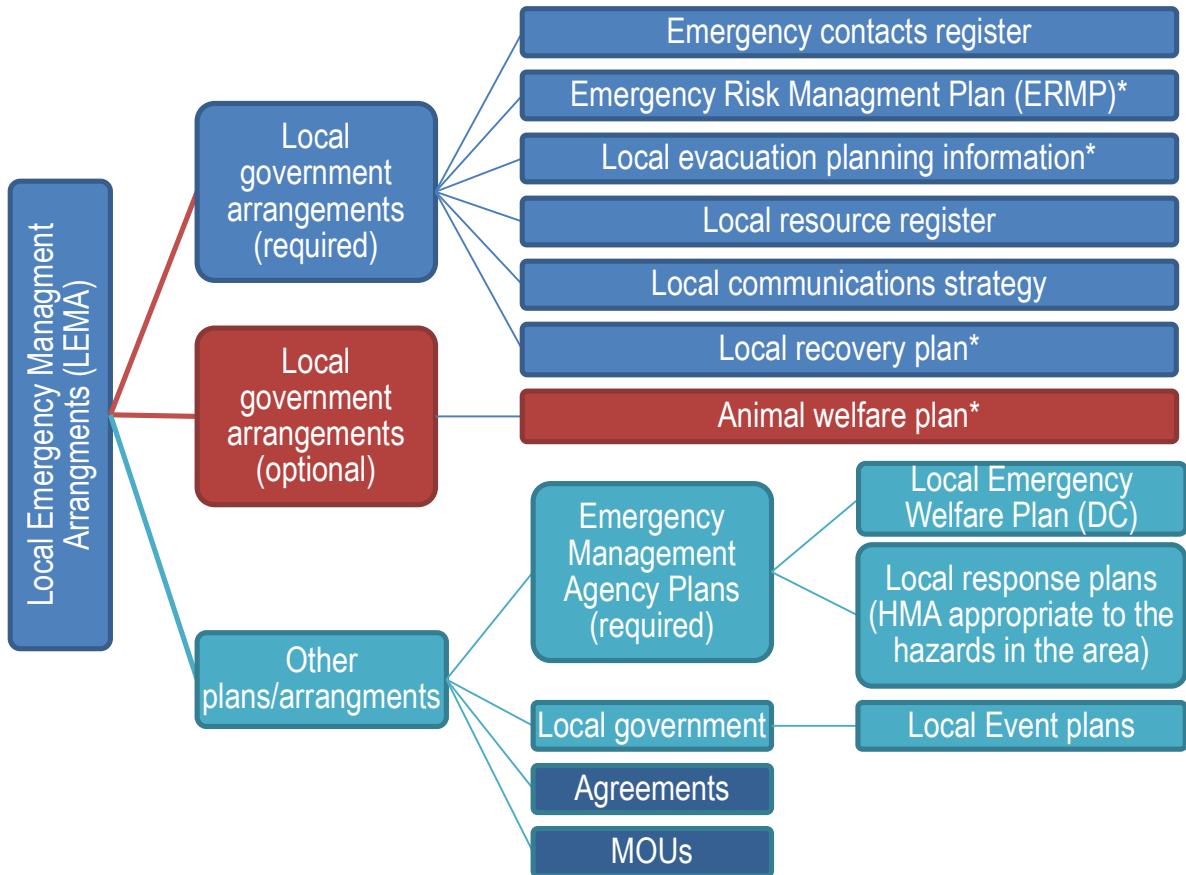 Local Emergency Managment
Arrangments (LEMA)
Local
government
arrangements
(required)
Emergency contacts register
Emergency Risk Managment Plan (ERMP)*
Local evacuation planning information*
Local resource register
Local communications strategy
Local recovery plan*
Local
government
arrangements
(optional)
Animal welfare plan*
Other
plans/arrangments
Emergency
Management
Agency Plans
(required)
Local Emergency
Welfare Plan (DC)
Local response plans
(HMA appropriate to the
hazards in the area)
Local government
Local Event plans
Agreements
MOUs